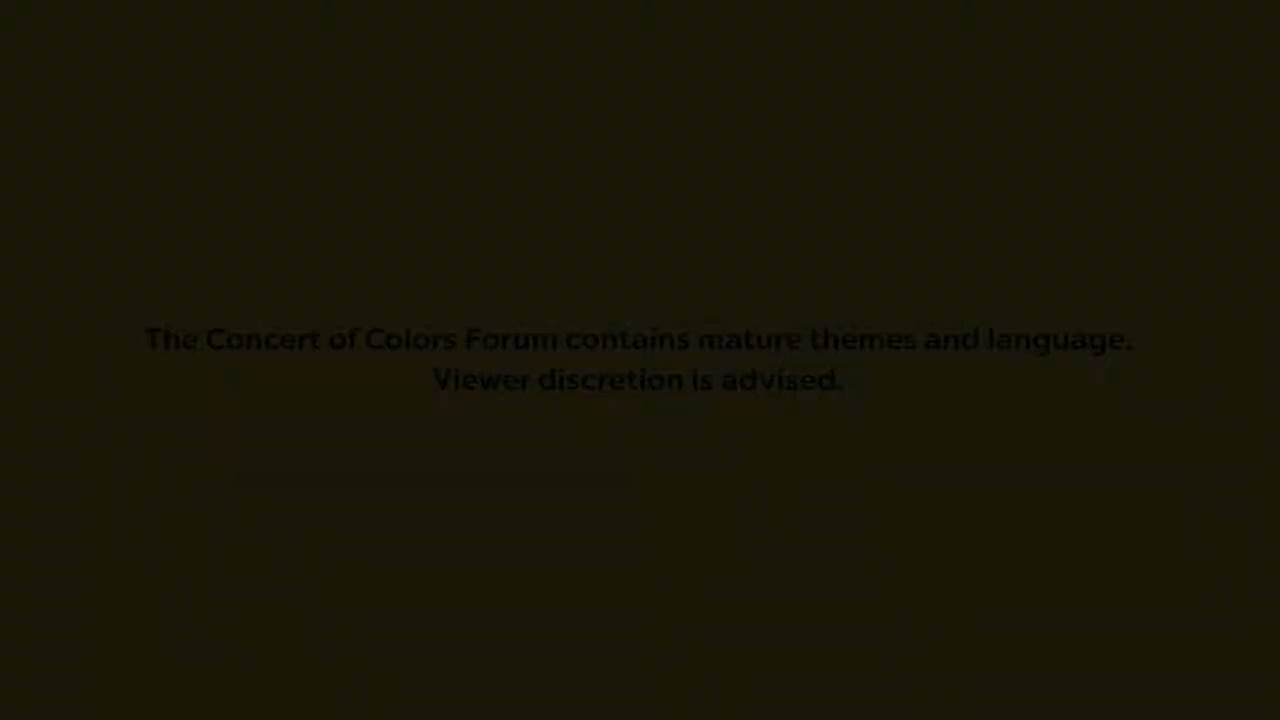 The Concert of Colors Forum contains mature themes and language.
Viewer discretion is advised.